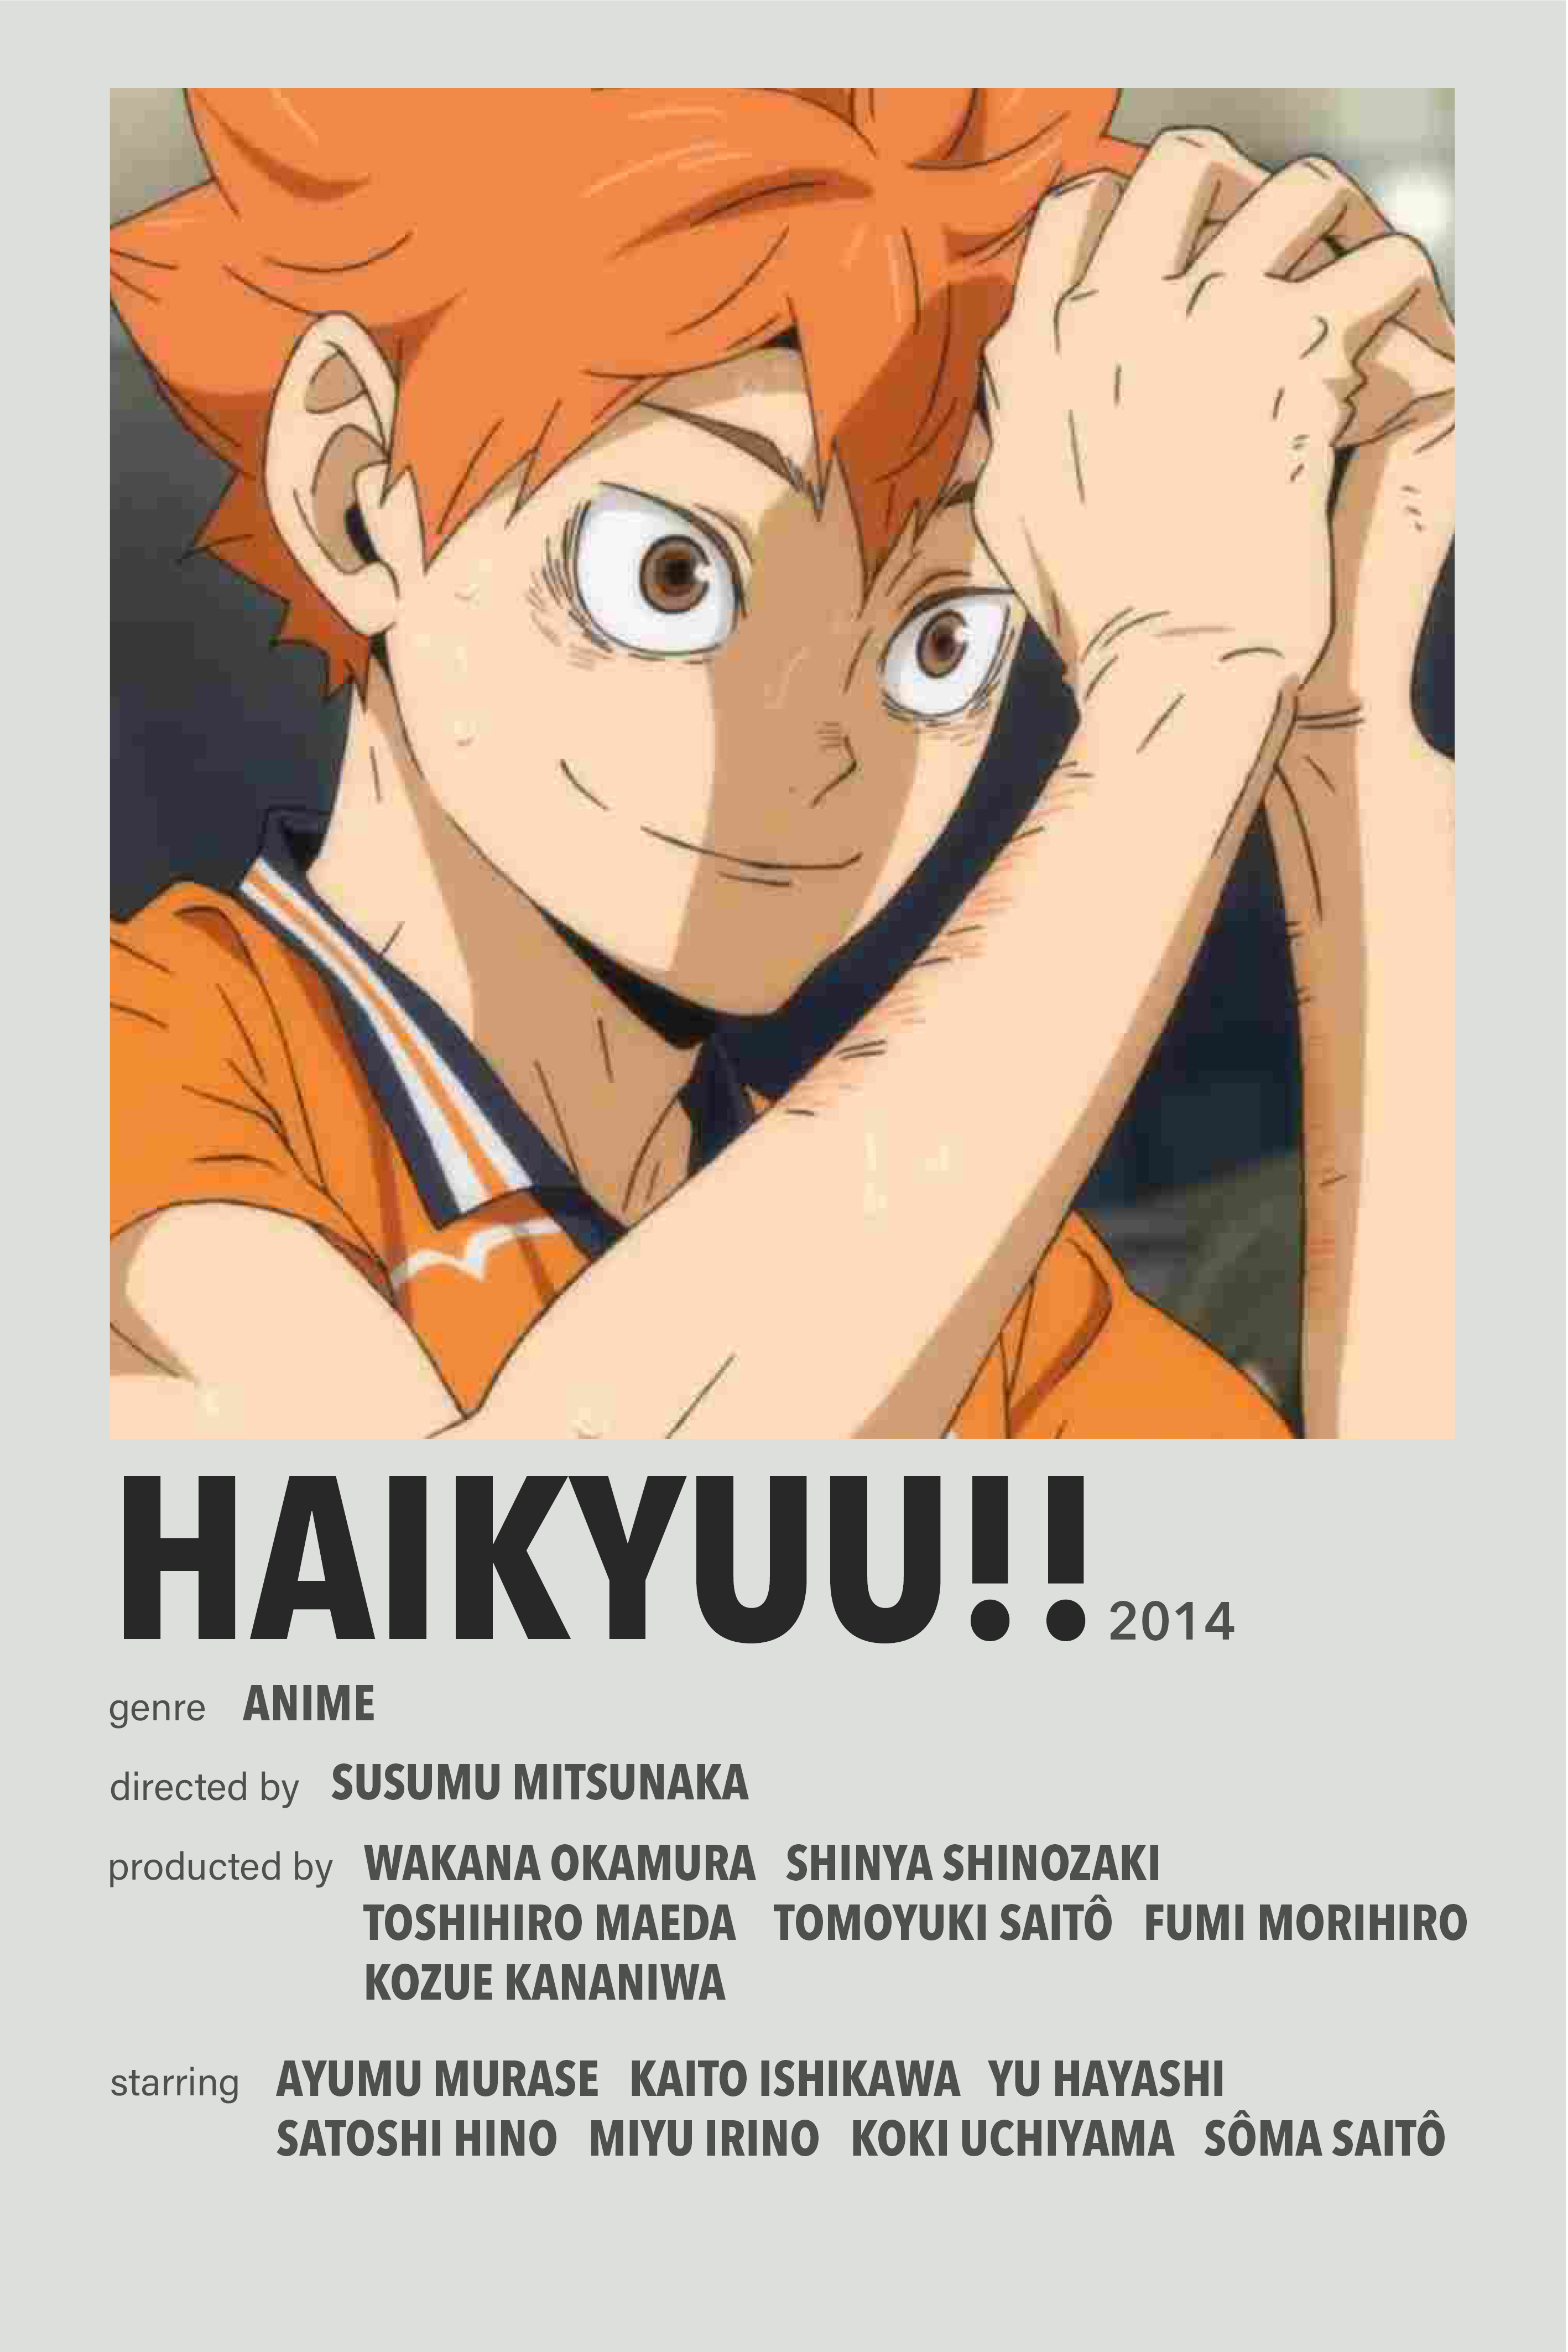 HAIKYUU!! 2014
genre ANIME
directed by SUSUMU MITSUNAKA
producted by WAKANA OKAMURA SHINYA SHINOZAKI
TOSHIHIRO MAEDA TOMOYUKI SAITÔ FUMI MORIHIRO
KOZUE KANANIWA
starring AYUMU MURASE KAITO ISHIKAWA YU HAYASHI
SATOSHI HINO MIYU IRINO KOKI UCHIYAMA SÔMA SAITÔ